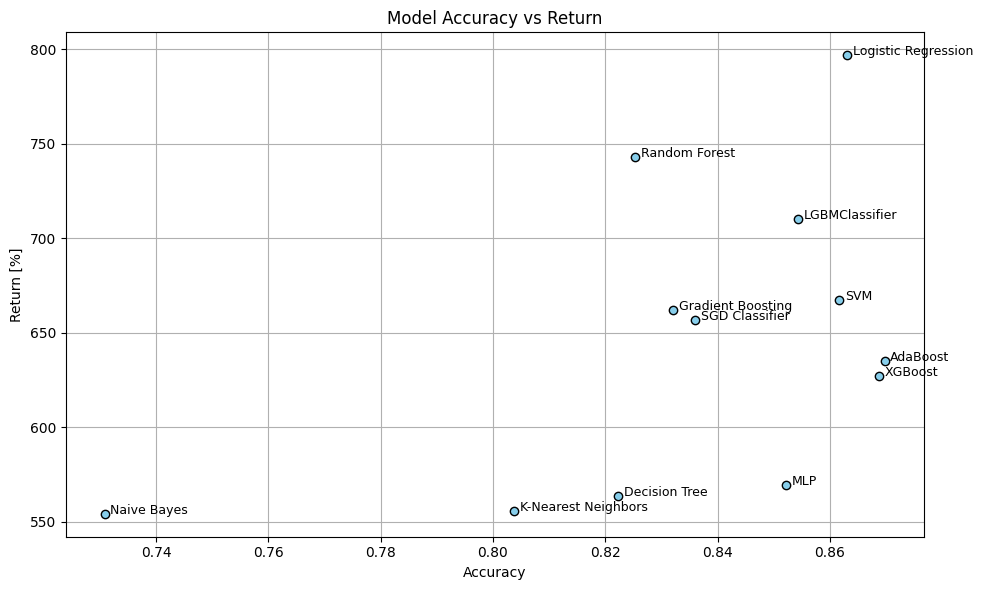 Model Accuracy vs Return
800
Logistic Regression
750
Random Forest
LGBMClassifier
700
Return [%]
SVM
Gradient Boosting
SGD Classifier
650
AdaBoost
XGBoost
600
MLP
Decision Tree
K-Nearest Neighbors
Naive Bayes
550
0.74 0.76 0.78 0.80 0.82 0.84 0.86
Accuracy